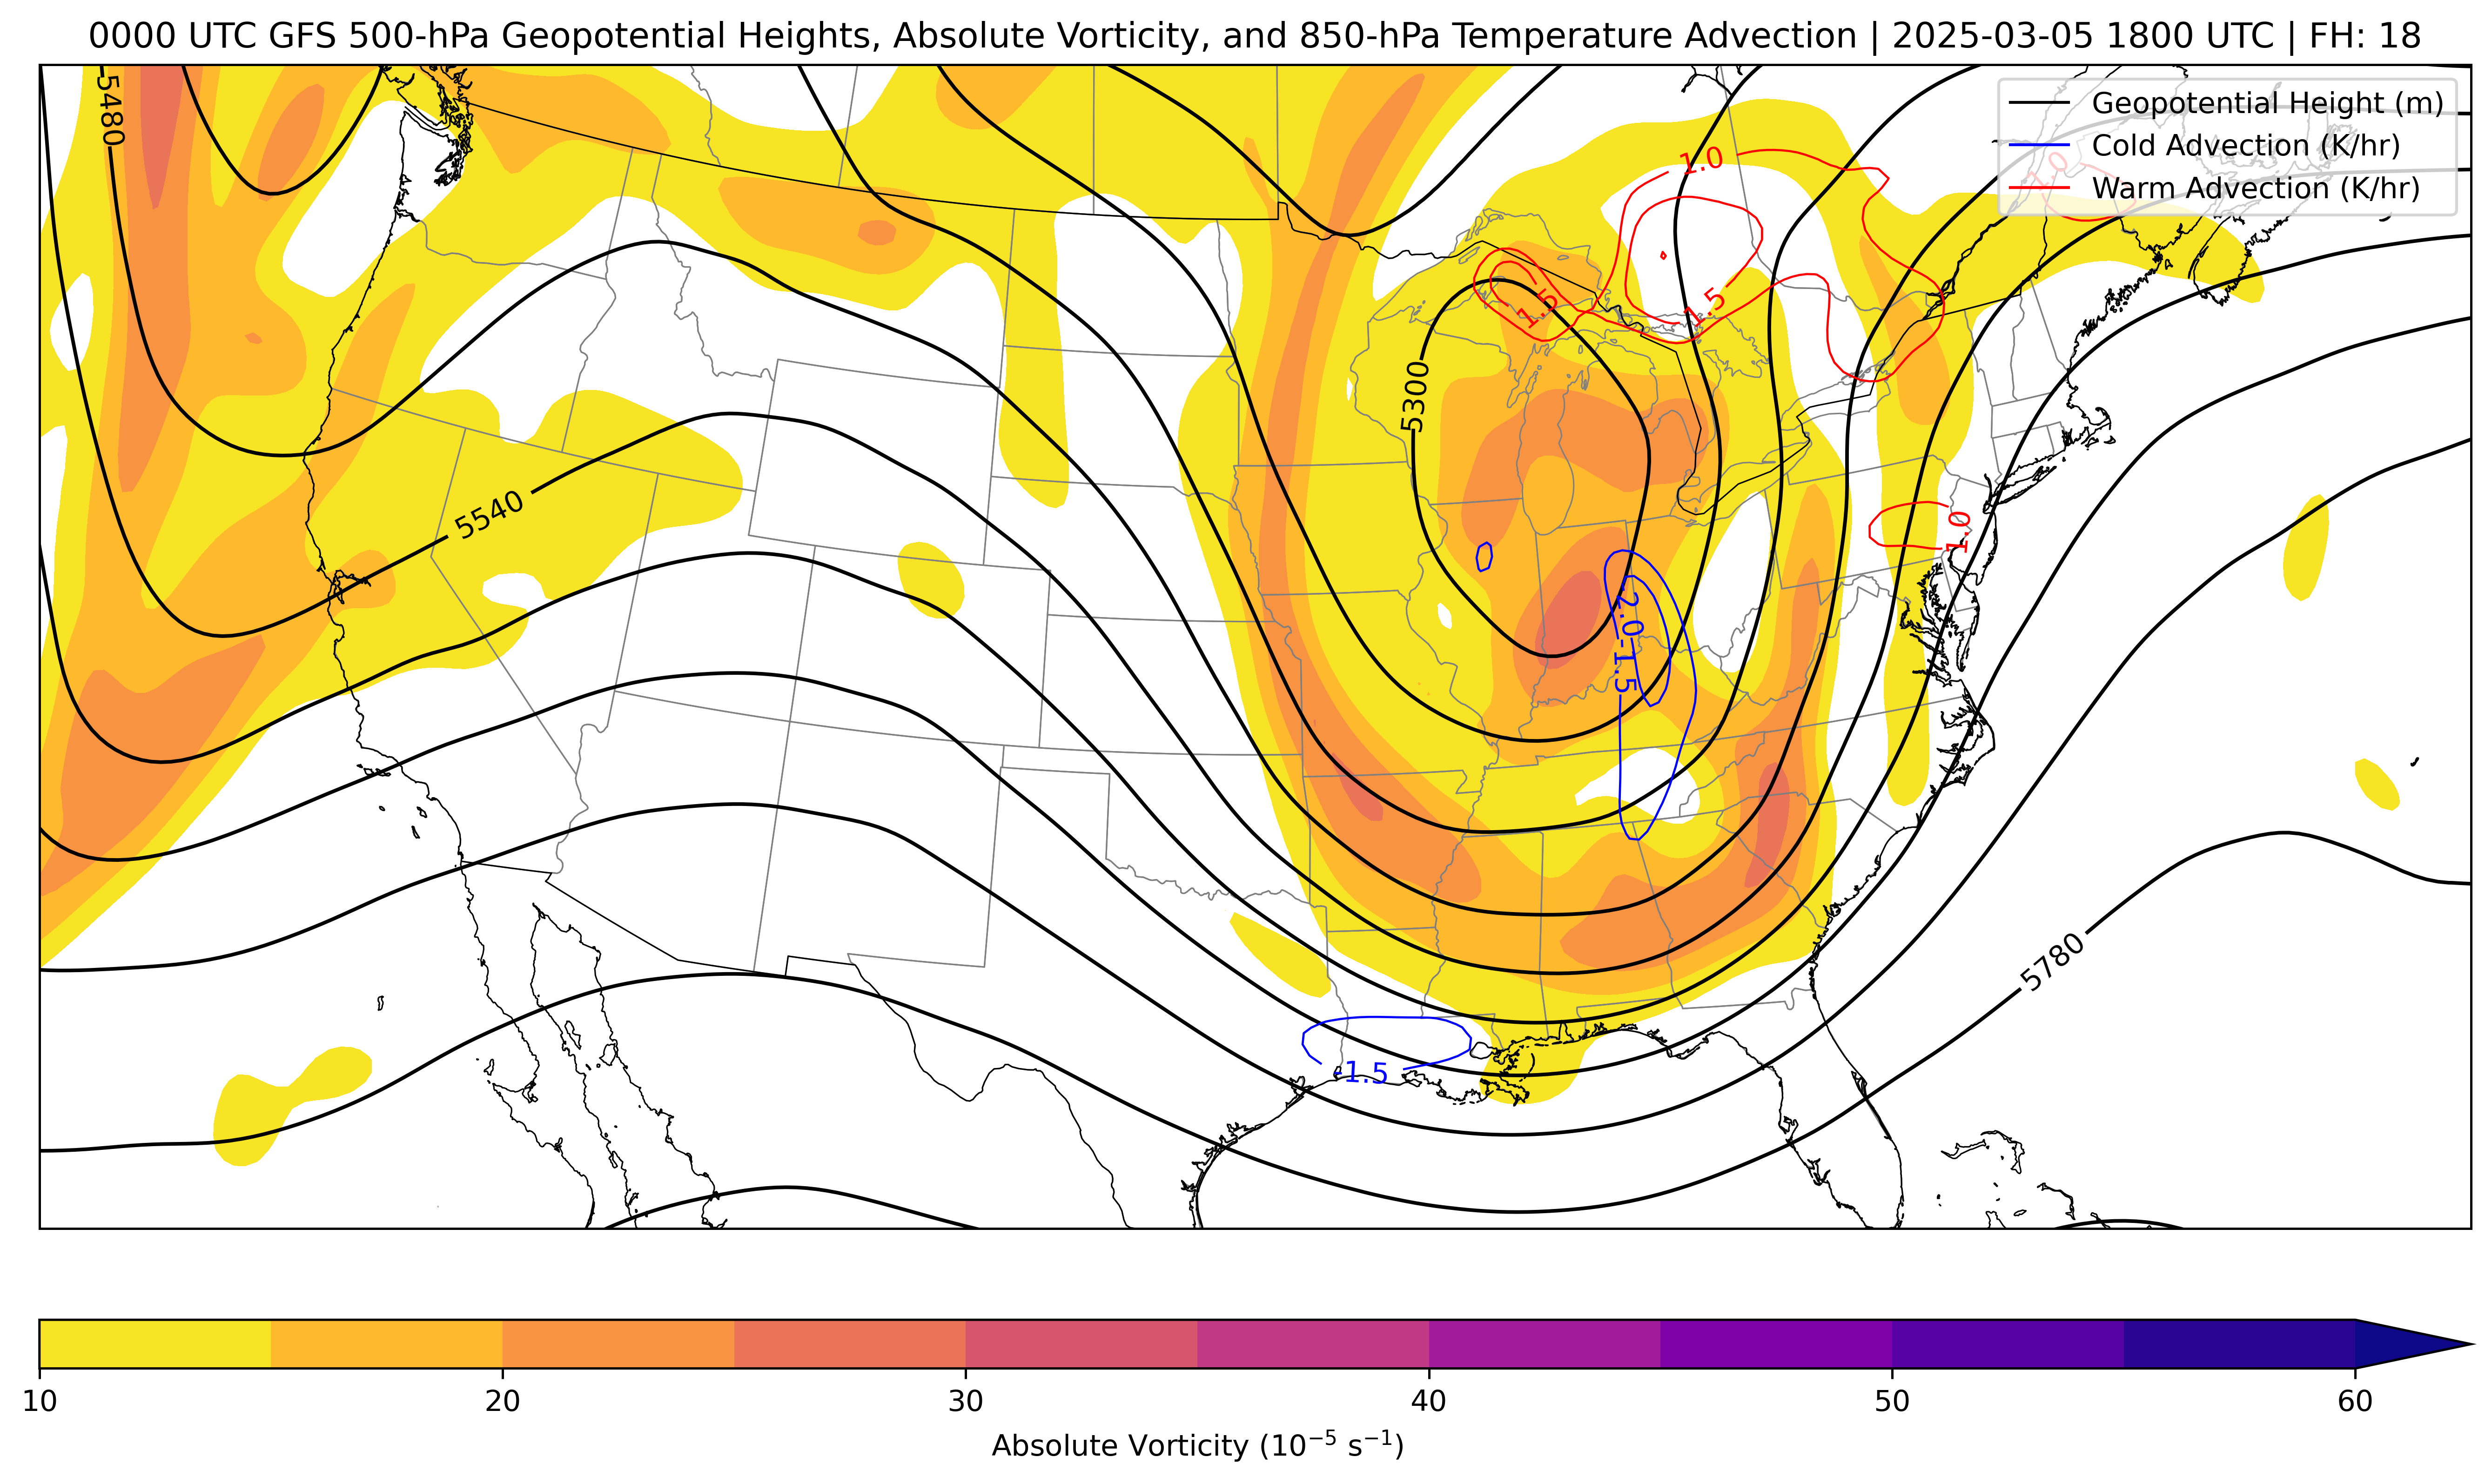 0000 UTC GFS 500-hPa Geopotential Heights, Absolute Vorticity, and 850-hPa Temperature Advection | 2025-03-05 1800 UTC | FH: 18
Geopotential Height (m)
Cold Advection (K/hr)
Warm Advection (K/hr)
5480
1.0
1.5
1.5
5300
5540
1.0
-2.0
-1.5
5780
-1.5
10 20 30 40 50 60
Absolute Vorticity (10⁻⁵ s⁻¹)